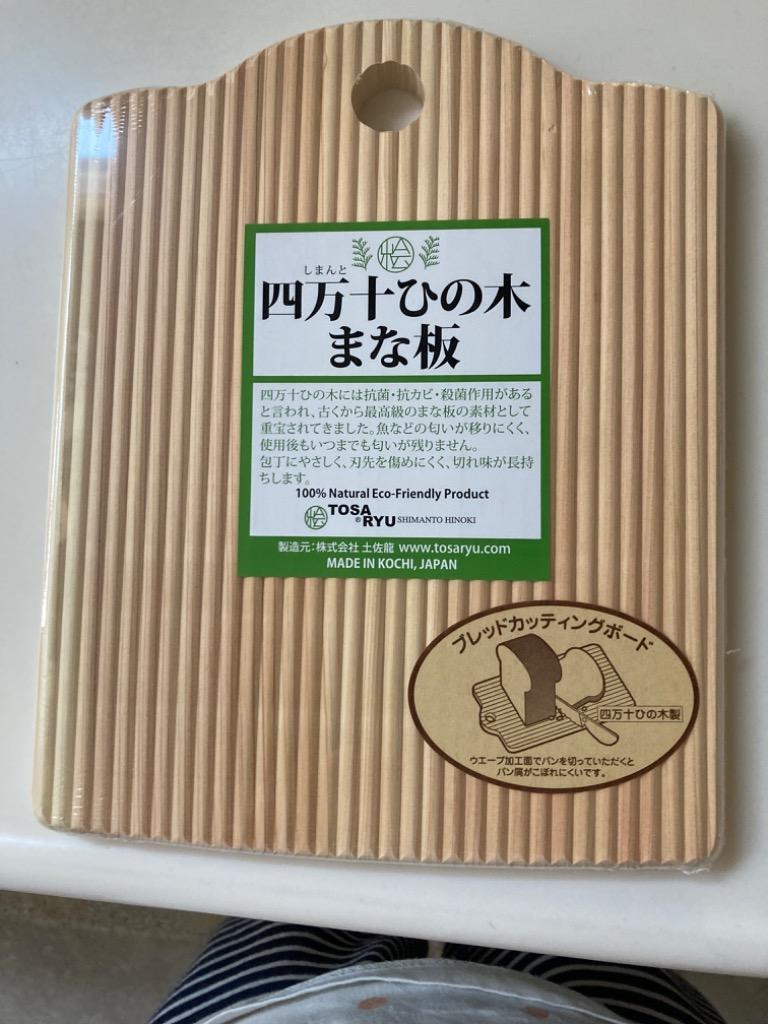 桧
しまんと
四万十ひの木
まな板
四万十ひの木には抗菌・抗カビ・殺菌作用がある
と言われ、古くから最高級のまな板の素材として
重宝されてきました。魚などの匂いが移りにくく、
使用後もいつまでも匂いが残りません。
包丁にやさしく、刃先を傷めにくく、切れ味が長持
ちします。
100% Natural Eco-Friendly Product
桧 TOSA
®RYU SHIMANTO HINOKI
製造元:株式会社 土佐龍 www.tosaryu.com
MADE IN KOCHI, JAPAN
ブレッドカッティングボード
四万十ひの木製
ウエーブ加工面でパンを切っていただくと
パン屑がこぼれにくいです。